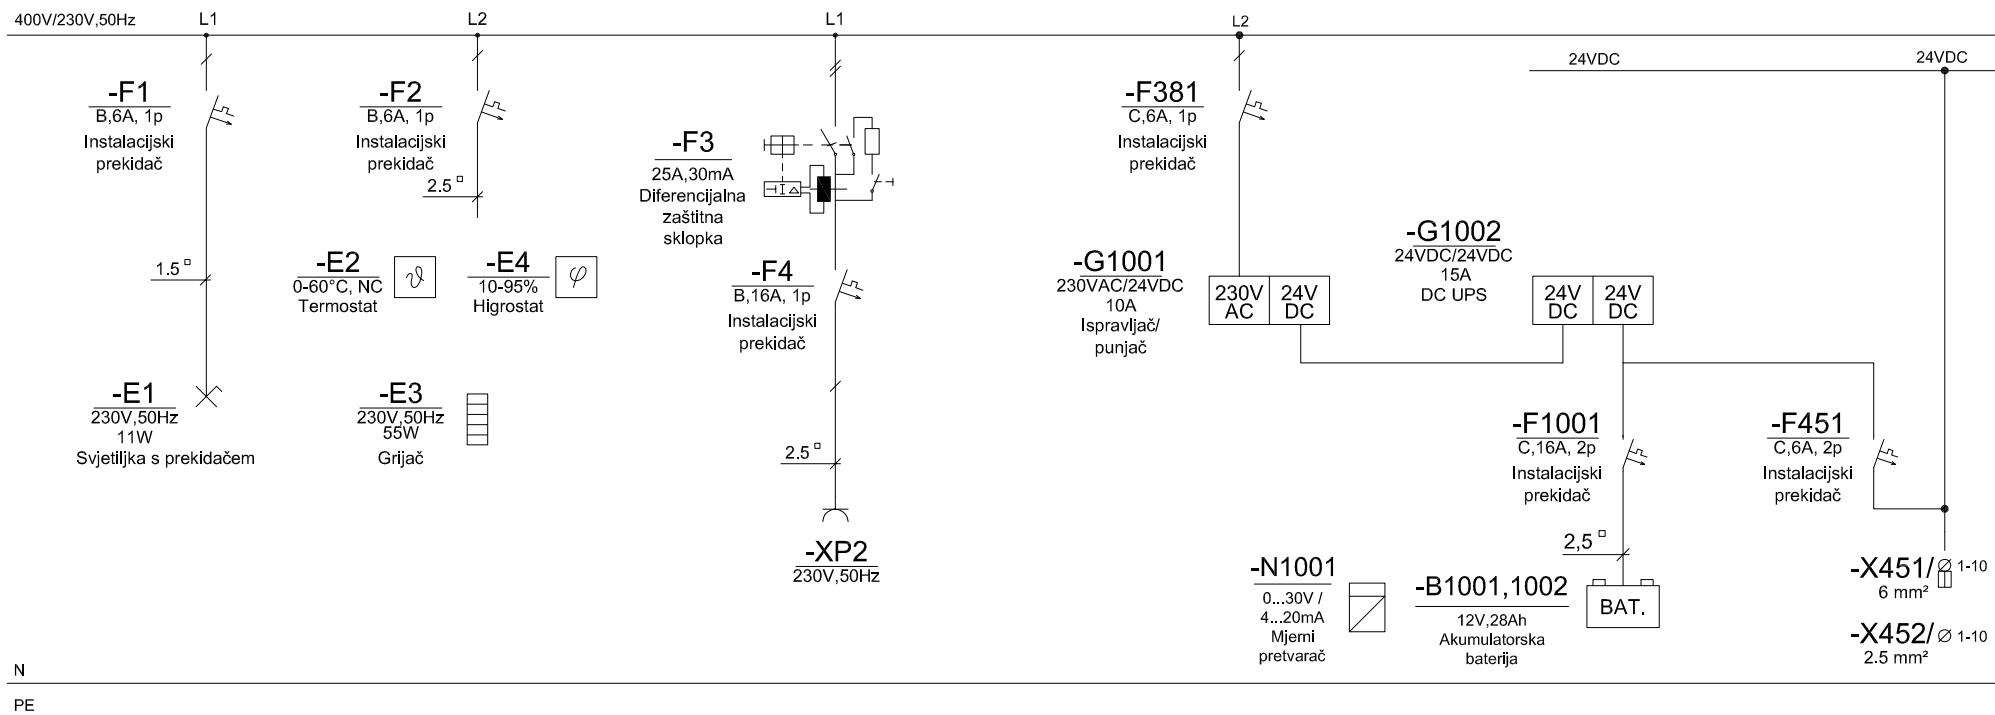 400V/230V,50Hz
L1
L2
L1
L2
24VDC
24VDC
-F1
B,6A, 1p
Instalacijski
prekidač
1.5 □
-E1
230V,50Hz
11W
Svjetiljka s prekidačem
-F2
B,6A, 1p
Instalacijski
prekidač
2.5 □
-E2
0-60°C, NC
Termostat
ϑ
-E4
10-95%
Higrostat
φ
-E3
230V,50Hz
55W
Grijač
-F3
25A,30mA
Diferencijalna
zaštitna
sklopka
-F4
B,16A, 1p
Instalacijski
prekidač
2.5 □
-XP2
230V,50Hz
-F381
C,6A, 1p
Instalacijski
prekidač
-G1001
230VAC/24VDC
10A
Ispravljač/
punjač
230V
AC
24V
DC
-G1002
24VDC/24VDC
15A
DC UPS
24V
DC
24V
DC
-F1001
C,16A, 2p
Instalacijski
prekidač
2,5 □
-F451
C,6A, 2p
Instalacijski
prekidač
-N1001
0...30V /
4...20mA
Mjerni
pretvarač
-B1001,1002
12V,28Ah
Akumulatorska
baterija
BAT.
-X451/∅ 1-10
6 mm²
-X452/∅ 1-10
2.5 mm²
N
PE